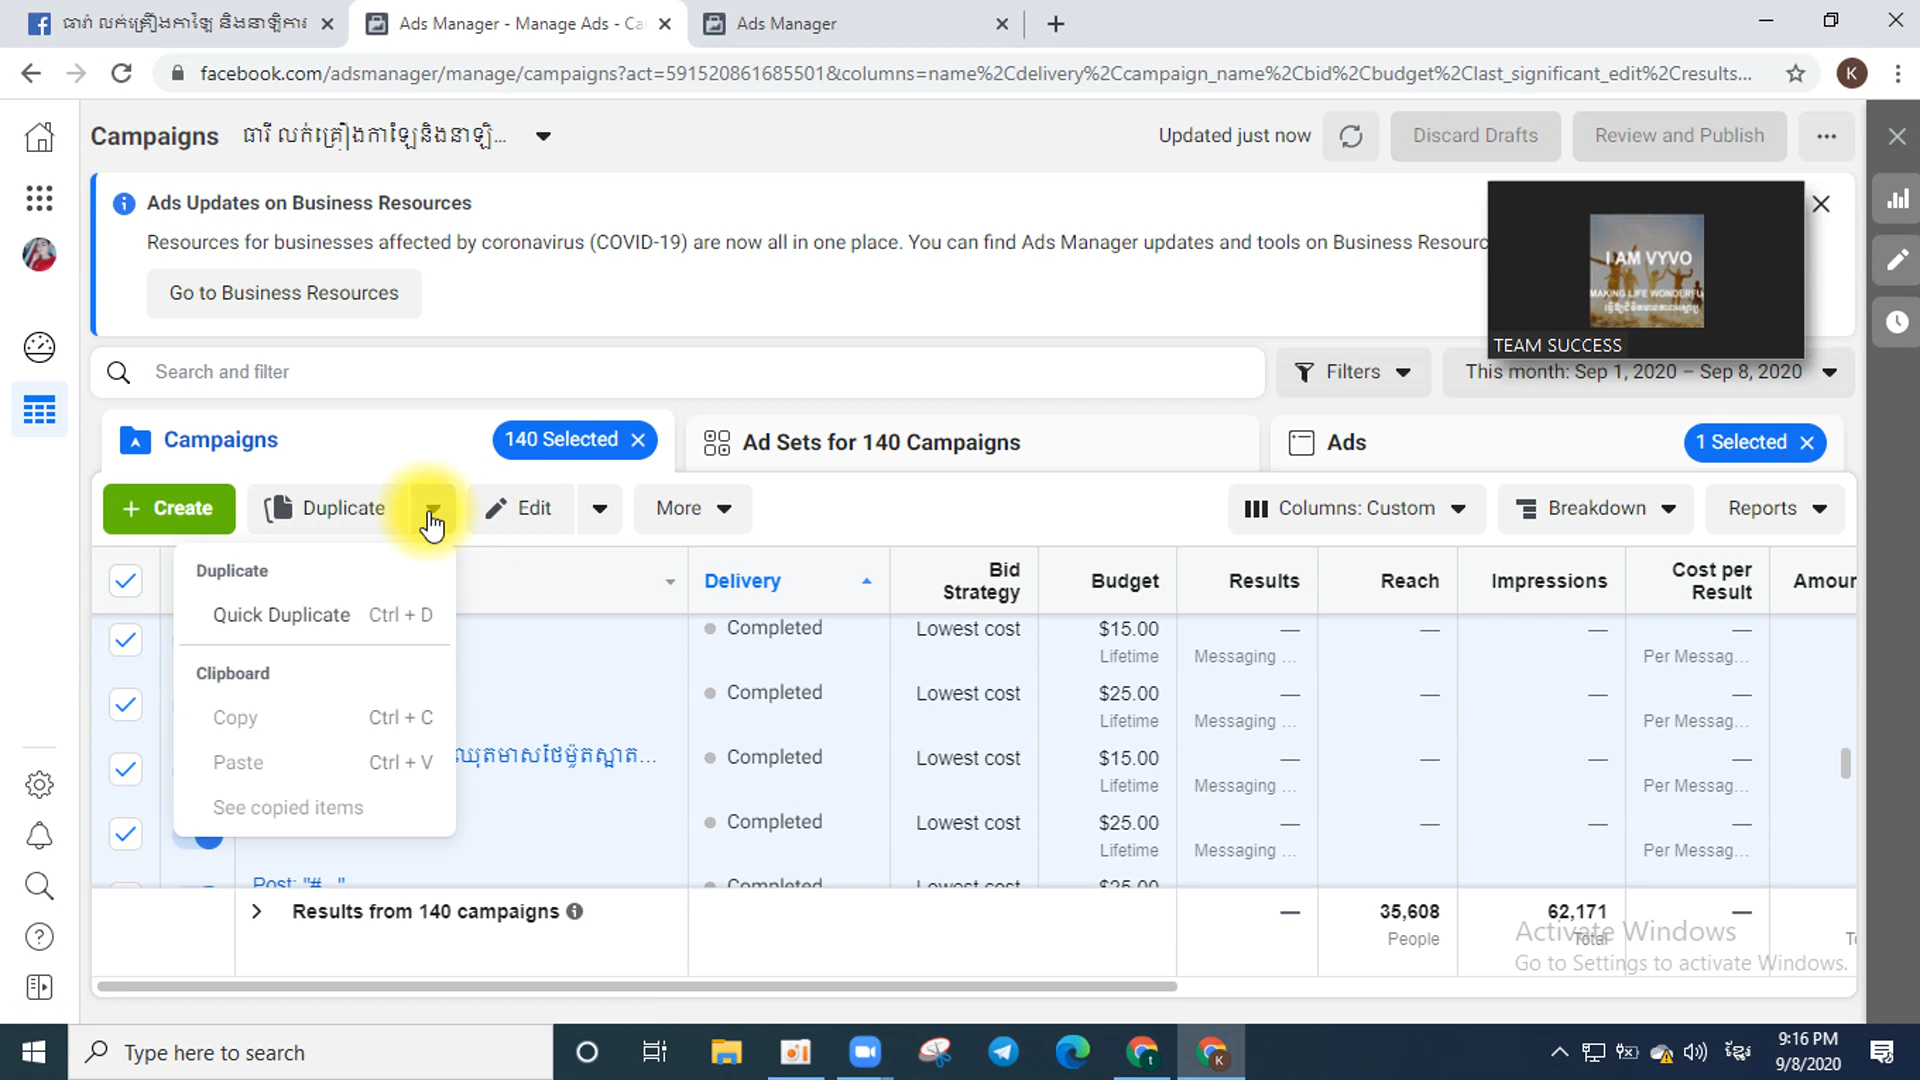 ធារី លក់គ្រឿងកាឡៃ និងនាឡិការ
Ads Manager - Manage Ads - Ca
Ads Manager
facebook.com/adsmanager/manage/campaigns?act=591520861685501&columns=name%2Cdelivery%2Ccampaign_name%2Cbid%2Cbudget%2Clast_significant_edit%2Cresults...
K
Campaigns ធារី លក់គ្រឿងកាឡៃនិងនាឡិ...
Updated just now
Discard Drafts
Review and Publish
Ads Updates on Business Resources
Resources for businesses affected by coronavirus (COVID-19) are now all in one place. You can find Ads Manager updates and tools on Business Resourc
Go to Business Resources
I AM VYVO
MAKING LIFE WONDERFUL
TEAM SUCCESS
Search and filter
Filters
This month: Sep 1, 2020 – Sep 8, 2020
Campaigns
140 Selected
Ad Sets for 140 Campaigns
Ads
1 Selected
+ Create
Duplicate
Edit
More
Columns: Custom
Breakdown
Reports
Duplicate
Quick Duplicate Ctrl + D
Clipboard
Copy Ctrl + C
Paste Ctrl + V
See copied items
Delivery
Bid Strategy
Budget
Results
Reach
Impressions
Cost per Result
Amour
Completed Lowest cost $15.00 — — — —
Lifetime Messaging ... Per Messag...
Completed Lowest cost $25.00 — — — —
Lifetime Messaging ... Per Messag...
ឈុតមាសថៃម៉ូតស្អាត... Completed Lowest cost $15.00 — — — —
Lifetime Messaging ... Per Messag...
Completed Lowest cost $25.00 — — — —
Lifetime Messaging ... Per Messag...
Post: "#..." Completed Lowest cost $25.00
Results from 140 campaigns — 35,608 62,171 —
People Total To
Activate Windows
Go to Settings to activate Windows.
Type here to search
ខ្មែរ
9:16 PM
9/8/2020